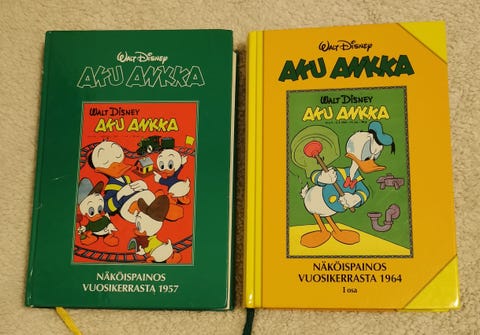 WALT DISNEY
AKU ANKKA
WALT DISNEY
AKU ANKKA
NÄKÖISPAINOS
VUOSIKERRASTA 1957
WALT DISNEY
AKU ANKKA
WALT DISNEY
AKU ANKKA
NÄKÖISPAINOS
VUOSIKERRASTA 1964
I osa